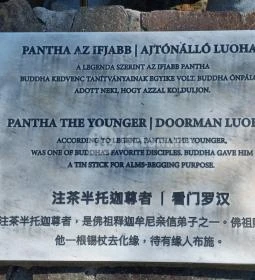 PANTHA AZ IFJABB | AJTÓNÁLLÓ LUOHA
A LEGENDA SZERINT AZ IFJABB PANTHA
BUDDHA KEDVENC TANÍTVÁNYAINAK EGYIKE VOLT. BUDDHA ÖNPÁL
ADOTT NEKI, HOGY AZZAL KOLDULJON.
PANTHA THE YOUNGER | DOORMAN LUOH
ACCORDING TO LEGEND, PANTHA THE YOUNGER,
WAS ONE OF BUDDHA'S FAVORITE DISCIPLES. BUDDHA GAVE HIM
A TIN STICK FOR ALMS-BEGGING PURPOSE.
注茶半托迦尊者 | 看门罗汉
注茶半托迦尊者，是佛祖释迦牟尼亲信弟子之一。佛祖
他一根锡杖去化缘，待有缘人布施。